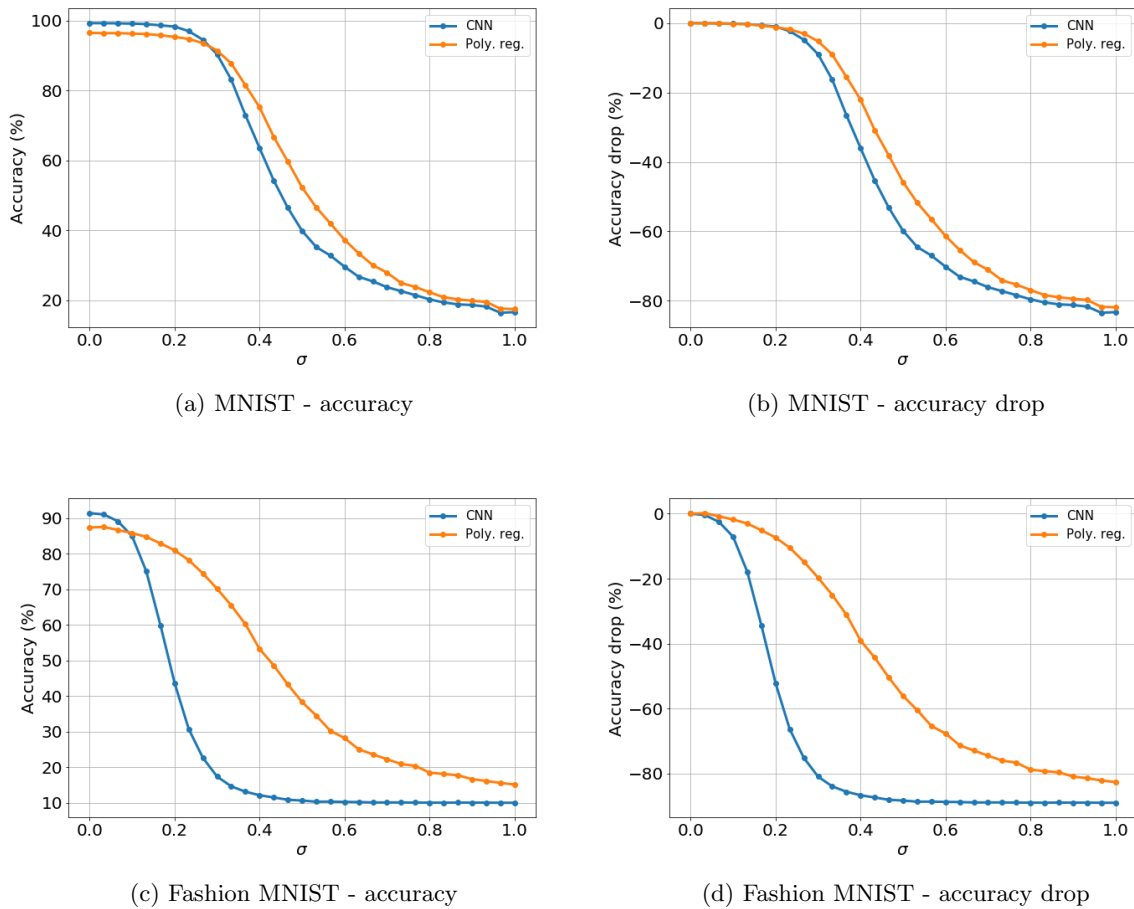 100
80
60
40
20
Accuracy (%)
CNN
Poly. reg.
0.0 0.2 0.4 0.6 0.8 1.0
σ
(a) MNIST - accuracy
0
−20
−40
−60
−80
Accuracy drop (%)
CNN
Poly. reg.
0.0 0.2 0.4 0.6 0.8 1.0
σ
(b) MNIST - accuracy drop
90
80
70
60
50
40
30
20
10
Accuracy (%)
CNN
Poly. reg.
0.0 0.2 0.4 0.6 0.8 1.0
σ
(c) Fashion MNIST - accuracy
0
−20
−40
−60
−80
Accuracy drop (%)
CNN
Poly. reg.
0.0 0.2 0.4 0.6 0.8 1.0
σ
(d) Fashion MNIST - accuracy drop